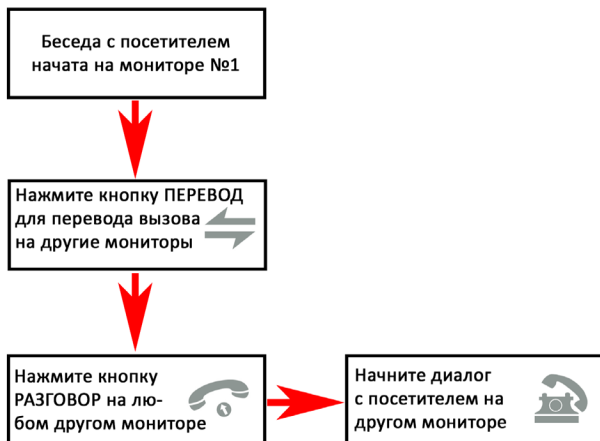 Беседа с посетителем
начата на мониторе №1
Нажмите кнопку ПЕРЕВОД
для перевода вызова
на другие мониторы
Нажмите кнопку
РАЗГОВОР на лю-
бом другом мониторе
Начните диалог
с посетителем на
другом мониторе